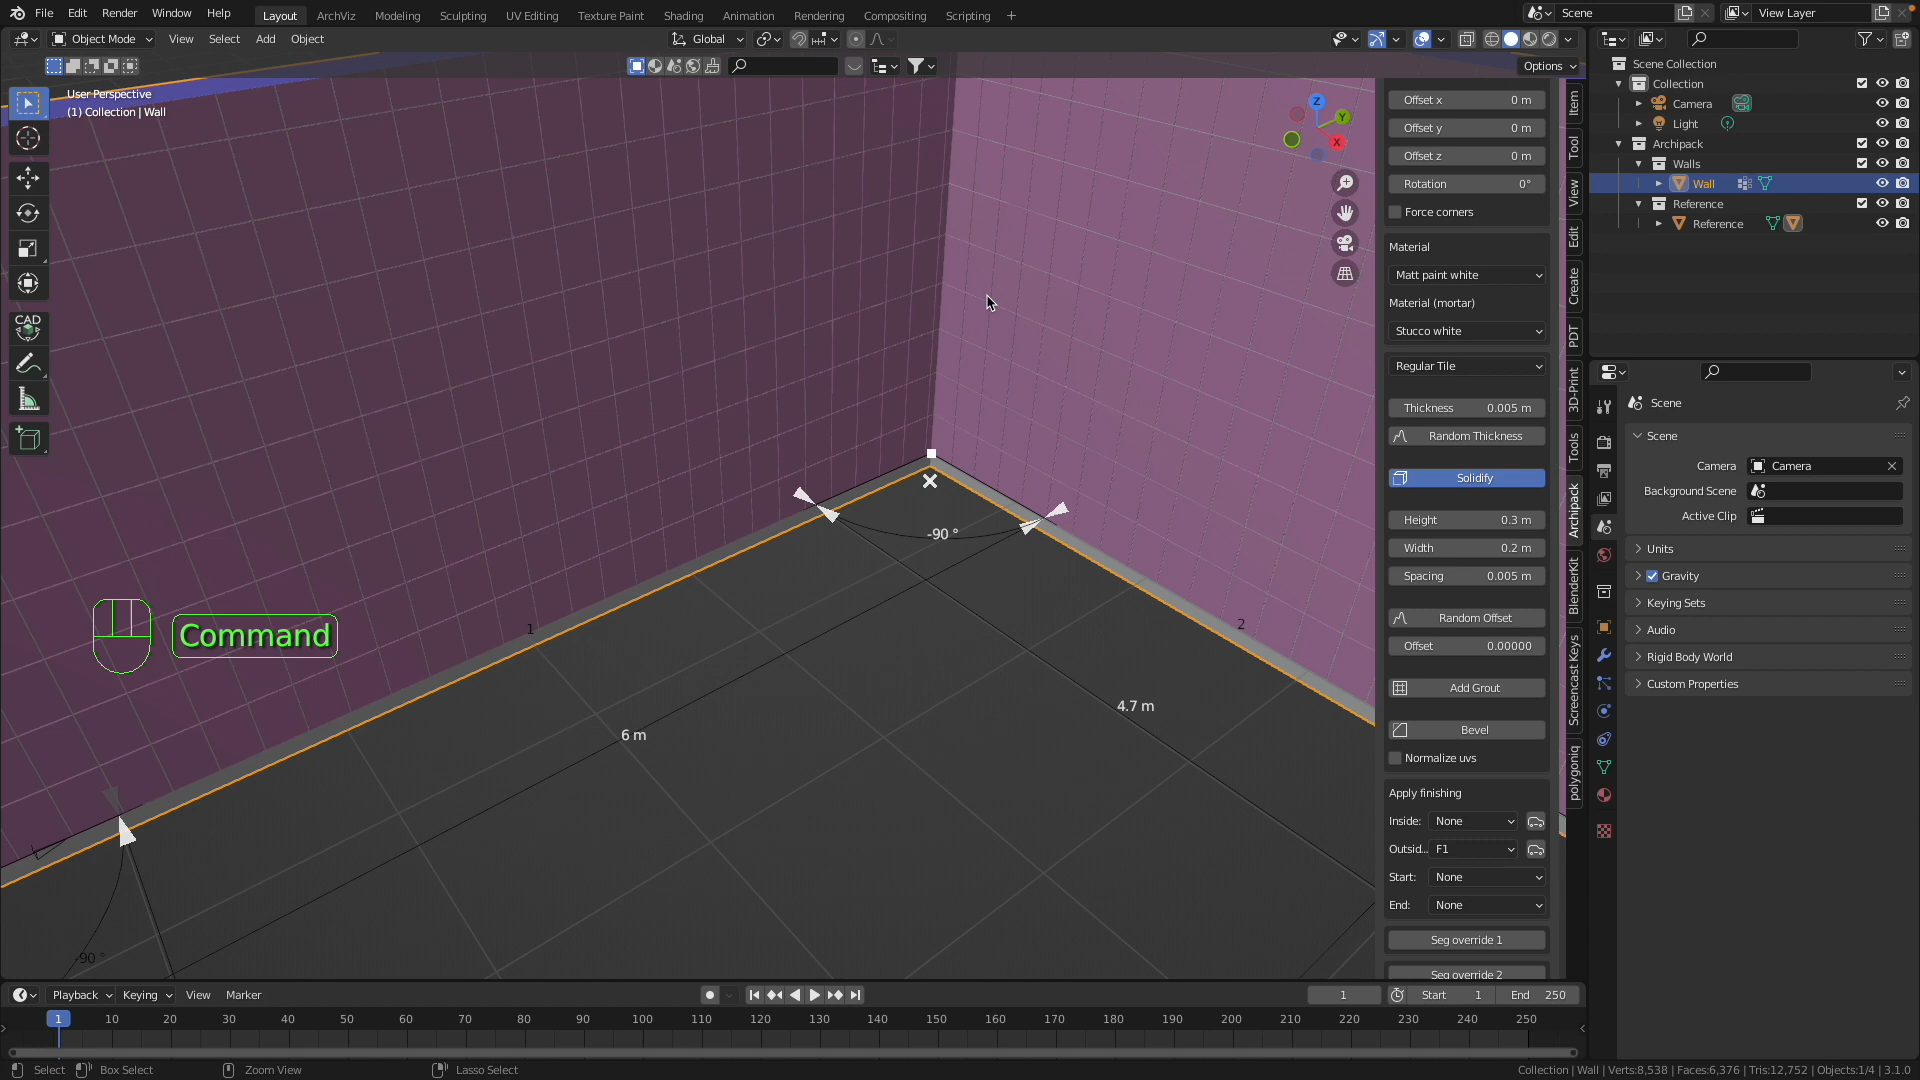 File Edit Render Window Help
Layout ArchViz Modeling Sculpting UV Editing Texture Paint Shading Animation Rendering Compositing Scripting
Scene
View Layer
Object Mode View Select Add Object
Global
Options
User Perspective
(1) Collection | Wall
Z
Y
X
CAD
Command
1
2
6 m
4.7 m
-90 °
-90 °
Offset x 0 m
Offset y 0 m
Offset z 0 m
Rotation 0°
Force corners
Material
Matt paint white
Material (mortar)
Stucco white
Regular Tile
Thickness 0.005 m
Random Thickness
Solidify
Height 0.3 m
Width 0.2 m
Spacing 0.005 m
Random Offset
Offset 0.00000
Add Grout
Bevel
Normalize uvs
Apply finishing
Inside: None
Outsid... F1
Start: None
End: None
Seg override 1
Seg override 2
Item
Tool
View
Edit
Create
PDT
3D-Print
Tools
Archipack
BlenderKit
Screencast Keys
polygoniq
Scene Collection
Collection
Camera
Light
Archipack
Walls
Wall
Reference
Reference
Scene
Scene
Camera Camera
Background Scene
Active Clip
Units
Gravity
Keying Sets
Audio
Rigid Body World
Custom Properties
Playback Keying View Marker
1 Start 1 End 250
1 10 20 30 40 50 60 70 80 90 100 110 120 130 140 150 160 170 180 190 200 210 220 230 240 250
Select Box Select Zoom View Lasso Select
Collection | Wall | Verts:8,538 | Faces:6,376 | Tris:12,752 | Objects:1/4 | 3.1.0